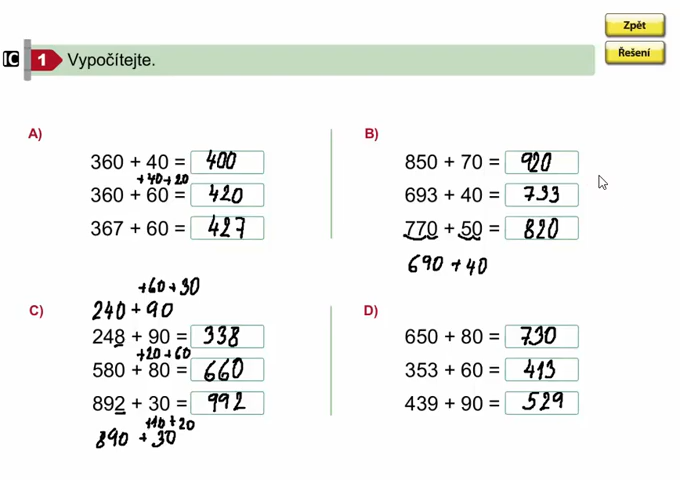 Zpět
Řešení
1 Vypočítejte.
A)
360 + 40 = 400
+40+20
360 + 60 = 420
367 + 60 = 427
B)
850 + 70 = 920
693 + 40 = 733
770 + 50 = 820
690 + 40
C)
+60+30
240 + 90
248 + 90 = 338
+20+60
580 + 80 = 660
892 + 30 = 992
+10+20
890 + 30
D)
650 + 80 = 730
353 + 60 = 413
439 + 90 = 529